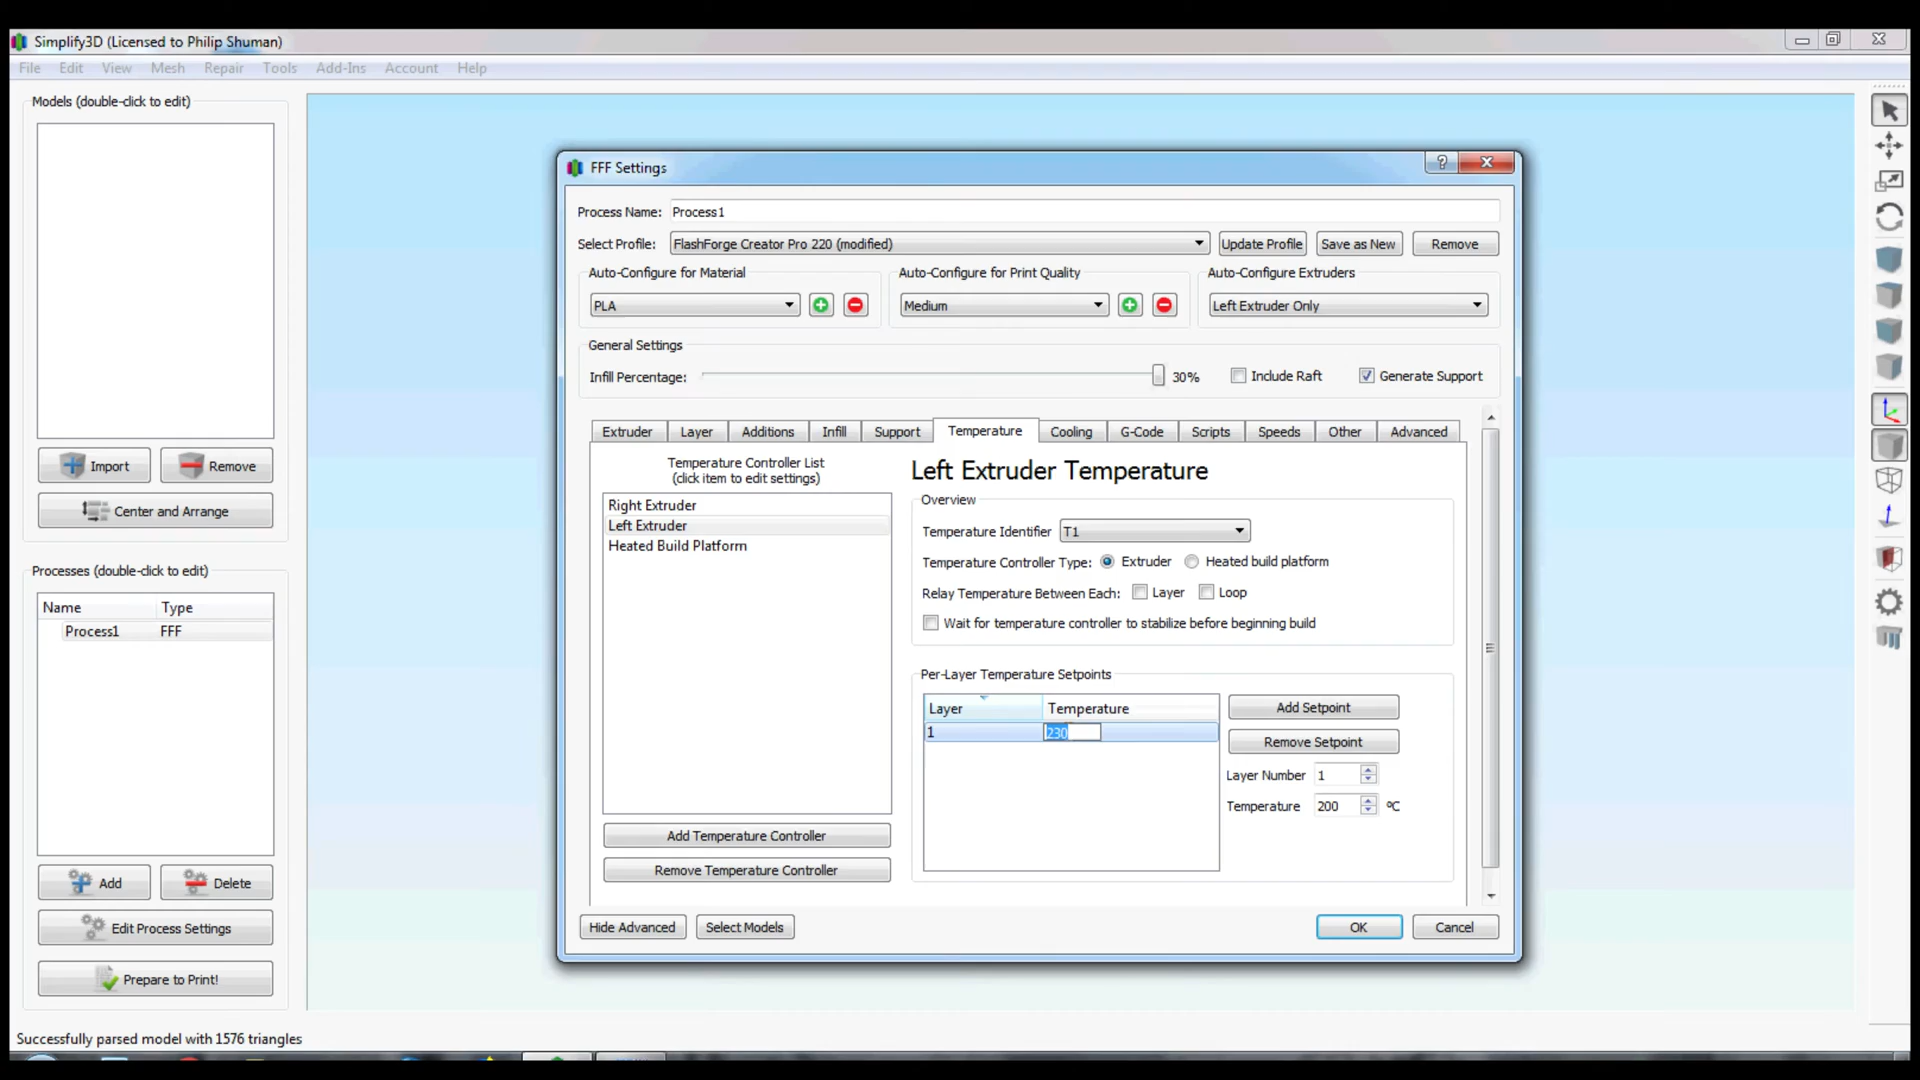 Simplify3D (Licensed to Philip Shuman)
File Edit View Mesh Repair Tools Add-Ins Account Help
Models (double-click to edit)
Import Remove
Center and Arrange
Processes (double-click to edit)
Name Type
Process1 FFF
Add Delete
Edit Process Settings
Prepare to Print!
Successfully parsed model with 1576 triangles
FFF Settings
Process Name: Process1
Select Profile: FlashForge Creator Pro 220 (modified) Update Profile Save as New Remove
Auto-Configure for Material Auto-Configure for Print Quality Auto-Configure Extruders
PLA Medium Left Extruder Only
General Settings
Infill Percentage: 30% Include Raft Generate Support
Extruder Layer Additions Infill Support Temperature Cooling G-Code Scripts Speeds Other Advanced
Temperature Controller List
(click item to edit settings)
Right Extruder
Left Extruder
Heated Build Platform
Add Temperature Controller
Remove Temperature Controller
Left Extruder Temperature
Overview
Temperature Identifier T1
Temperature Controller Type: Extruder Heated build platform
Relay Temperature Between Each: Layer Loop
Wait for temperature controller to stabilize before beginning build
Per-Layer Temperature Setpoints
Layer Temperature
1 230
Add Setpoint
Remove Setpoint
Layer Number 1
Temperature 200 ºC
Hide Advanced Select Models OK Cancel